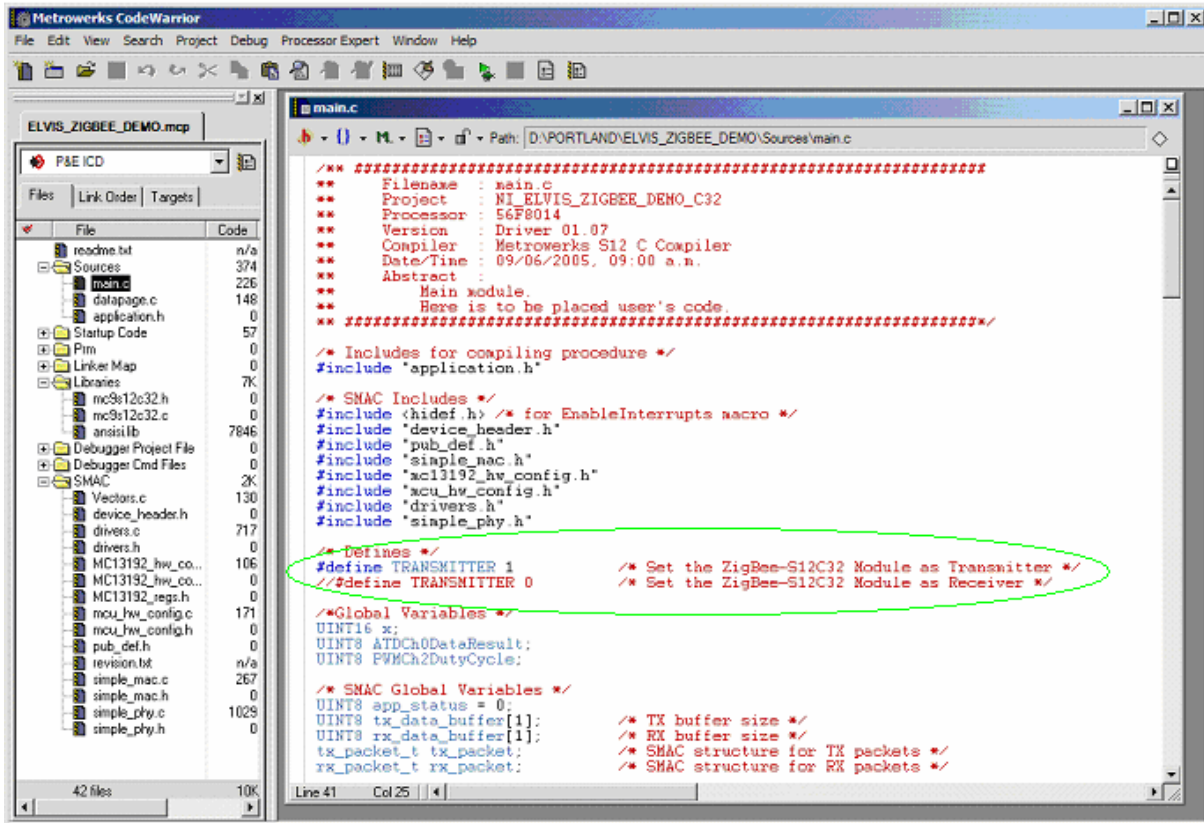 Metrowerks CodeWarrior
File Edit View Search Project Debug Processor Expert Window Help
ELVIS_ZIGBEE_DEMO.mcp
P&E ICD
Files Link Order Targets
File Code
readme.txt n/a
Sources 374
main.c 226
datapage.c 148
application.h 0
Startup Code 57
Prm 0
Linker Map 0
Libraries 7K
mc9s12c32.h 0
mc9s12c32.c 0
ansisi.lib 7846
Debugger Project File 0
Debugger Cmd Files 0
SMAC 2K
Vectors.c 130
device_header.h 0
drivers.c 717
drivers.h 0
MC13192_hw_co... 106
MC13192_hw_co... 0
MC13192_regs.h 0
mcu_hw_config.c 171
mcu_hw_config.h 0
pub_def.h 0
revision.txt n/a
simple_mac.c 267
simple_mac.h 0
simple_phy.c 1029
simple_phy.h 0
42 files 10K
main.c
Path: D:\PORTLAND\ELVIS_ZIGBEE_DEMO\Sources\main.c
/** ###################################################################
** Filename : main.c
** Project : NI_ELVIS_ZIGBEE_DEMO_C32
** Processor : 56F8014
** Version : Driver 01.07
** Compiler : Metrowerks S12 C Compiler
** Date/Time : 09/06/2005, 09:00 a.m.
** Abstract :
** Main module.
** Here is to be placed user's code.
** ###################################################################*/
/* Includes for compiling procedure */
#include "application.h"
/* SMAC Includes */
#include <hidef.h> /* for EnableInterrupts macro */
#include "device_header.h"
#include "pub_def.h"
#include "simple_mac.h"
#include "mc13192_hw_config.h"
#include "mcu_hw_config.h"
#include "drivers.h"
#include "simple_phy.h"
/* Defines */
#define TRANSMITTER 1 /* Set the ZigBee-S12C32 Module as Transmitter */
//#define TRANSMITTER 0 /* Set the ZigBee-S12C32 Module as Receiver */
/*Global Variables */
UINT16 x;
UINT8 ATDCh0DataResult;
UINT8 PWMCh2DutyCycle;
/* SMAC Global Variables */
UINT8 app_status = 0;
UINT8 tx_data_buffer[1]; /* TX buffer size */
UINT8 rx_data_buffer[1]; /* RX buffer size */
tx_packet_t tx_packet; /* SMAC structure for TX packets */
rx_packet_t rx_packet; /* SMAC structure for RX packets */
Line 41 Col 25